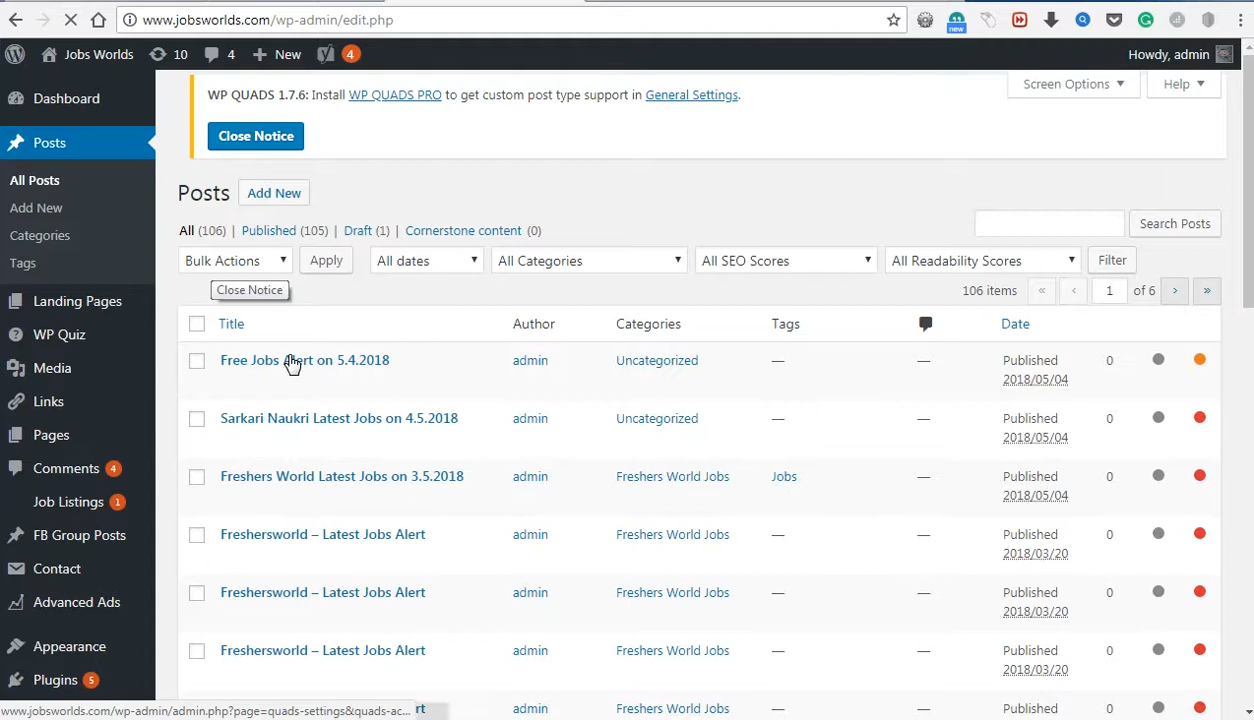 www.jobsworlds.com/wp-admin/edit.php
new
Jobs Worlds 10 4 New 4 Howdy, admin
Dashboard
Posts
All Posts
Add New
Categories
Tags
Landing Pages
WP Quiz
Media
Links
Pages
Comments 4
Job Listings 1
FB Group Posts
Contact
Advanced Ads
Appearance
Plugins 5
Screen Options Help
WP QUADS 1.7.6: Install WP QUADS PRO to get custom post type support in General Settings.
Close Notice
Posts Add New
All (106) | Published (105) | Draft (1) | Cornerstone content (0)
Search Posts
Bulk Actions Apply All dates All Categories All SEO Scores All Readability Scores Filter
Close Notice
106 items « ‹ 1 of 6 › »
Title Author Categories Tags Date
Free Jobs Alert on 5.4.2018 admin Uncategorized — — Published 0
2018/05/04
Sarkari Naukri Latest Jobs on 4.5.2018 admin Uncategorized — — Published 0
2018/05/04
Freshers World Latest Jobs on 3.5.2018 admin Freshers World Jobs Jobs — Published 0
2018/05/04
Freshersworld – Latest Jobs Alert admin Freshers World Jobs — — Published 0
2018/03/20
Freshersworld – Latest Jobs Alert admin Freshers World Jobs — — Published 0
2018/03/20
Freshersworld – Latest Jobs Alert admin Freshers World Jobs — — Published 0
2018/03/20
rt admin Freshers World Jobs — — Published 0
www.jobsworlds.com/wp-admin/admin.php?page=quads-settings&quads-ac...